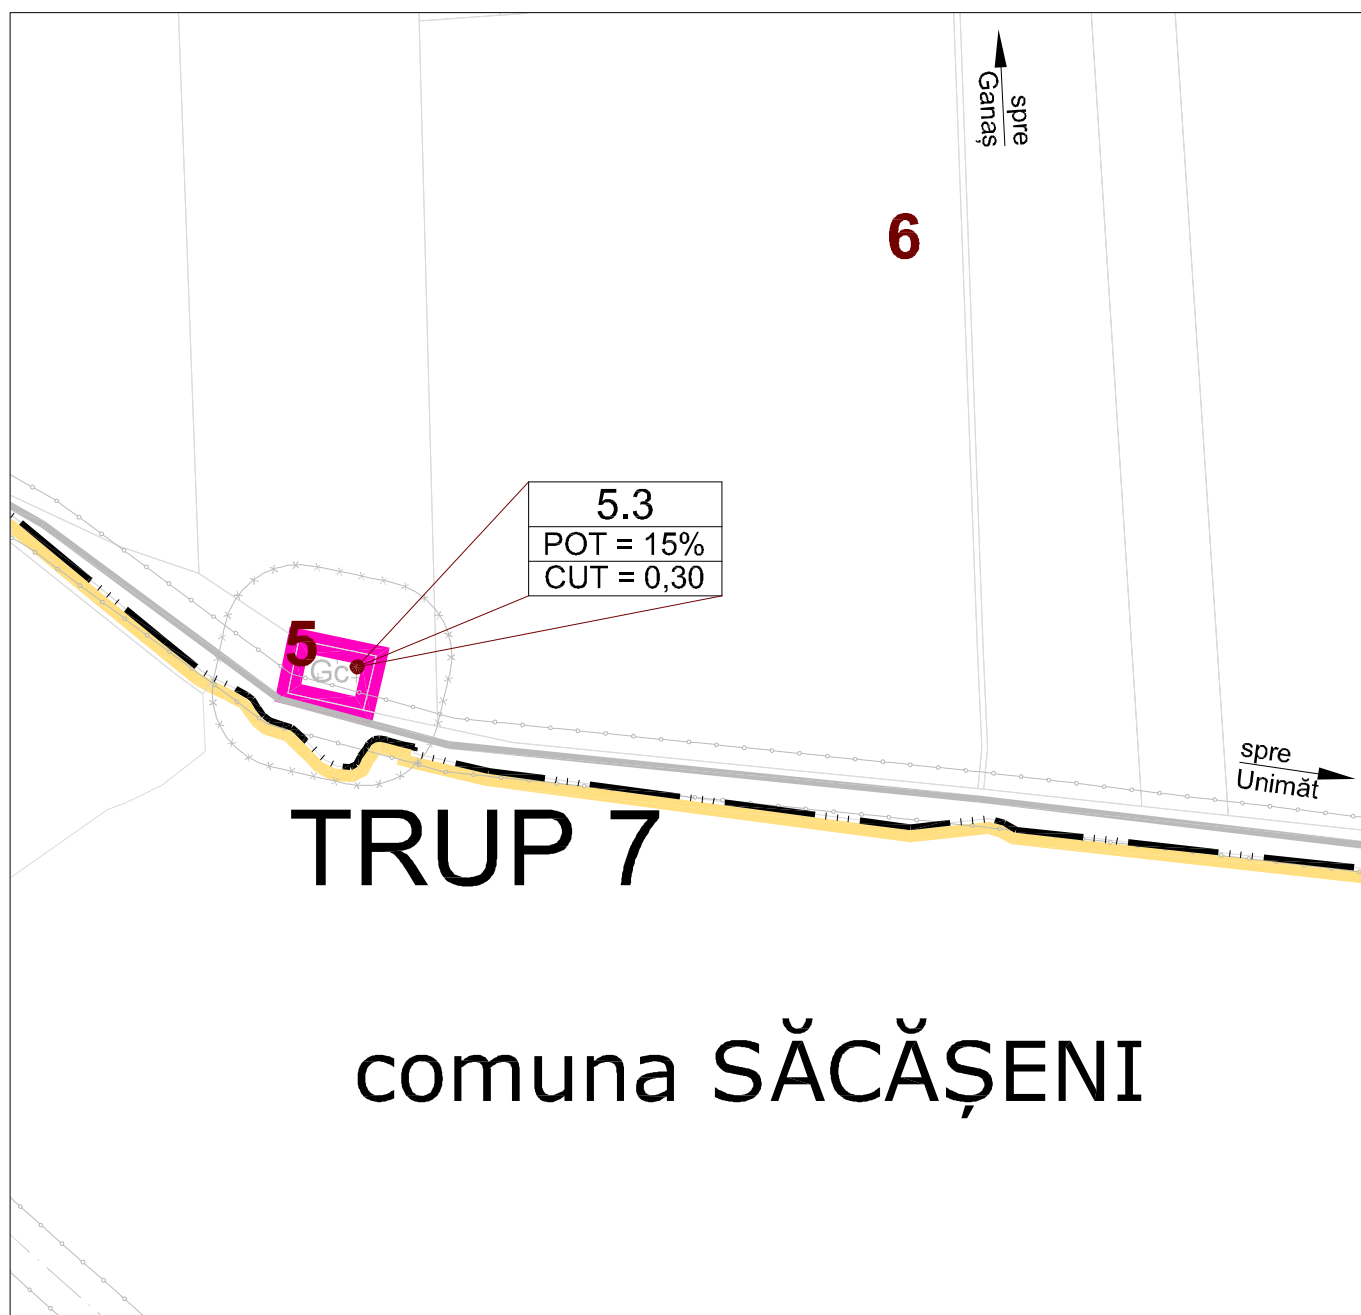 spre
Ganaș
6
5.3
POT = 15%
CUT = 0,30
5
Gc
spre
Unimăt
TRUP 7
comuna SĂCĂȘENI